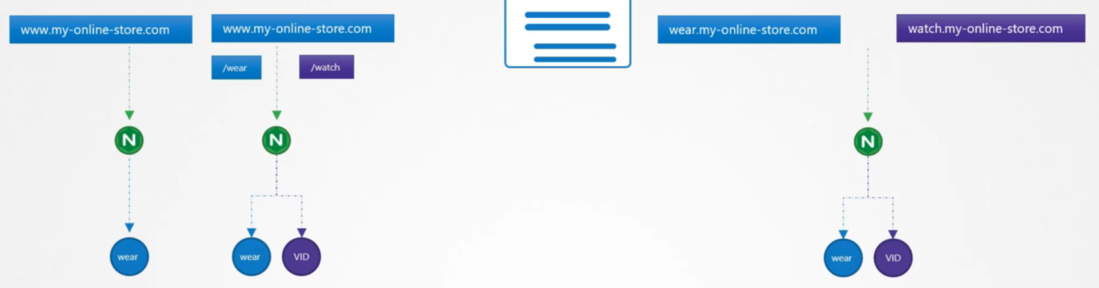 www.my-online-store.com
www.my-online-store.com
wear.my-online-store.com
watch.my-online-store.com
/wear
/watch
N
N
N
wear
wear
VID
wear
VID